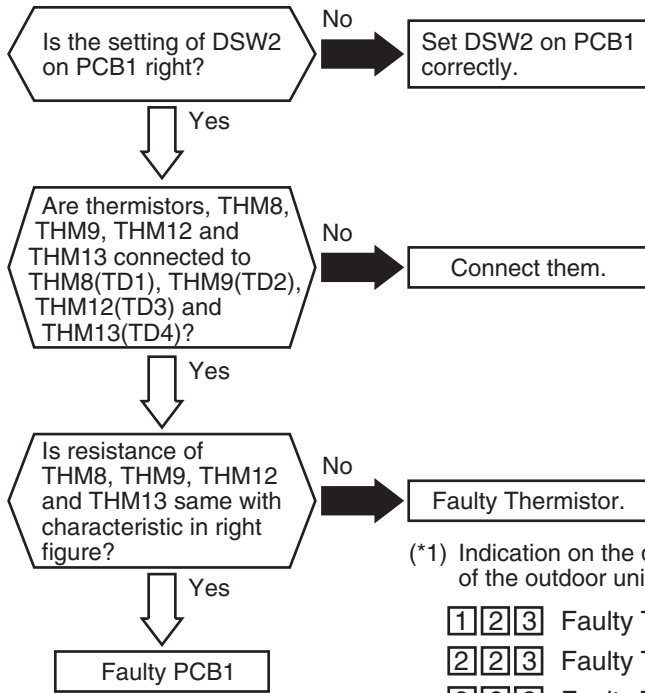 Is the setting of DSW2
on PCB1 right?
No
Set DSW2 on PCB1
correctly.
Yes
Are thermistors, THM8,
THM9, THM12 and
THM13 connected to
THM8(TD1), THM9(TD2),
THM12(TD3) and
THM13(TD4)?
No
Connect them.
Yes
Is resistance of
THM8, THM9, THM12
and THM13 same with
characteristic in right
figure?
No
Faulty Thermistor.
Yes
Faulty PCB1
(*1) Indication on the
of the outdoor
1 2 3 Faulty
2 2 3 Faulty